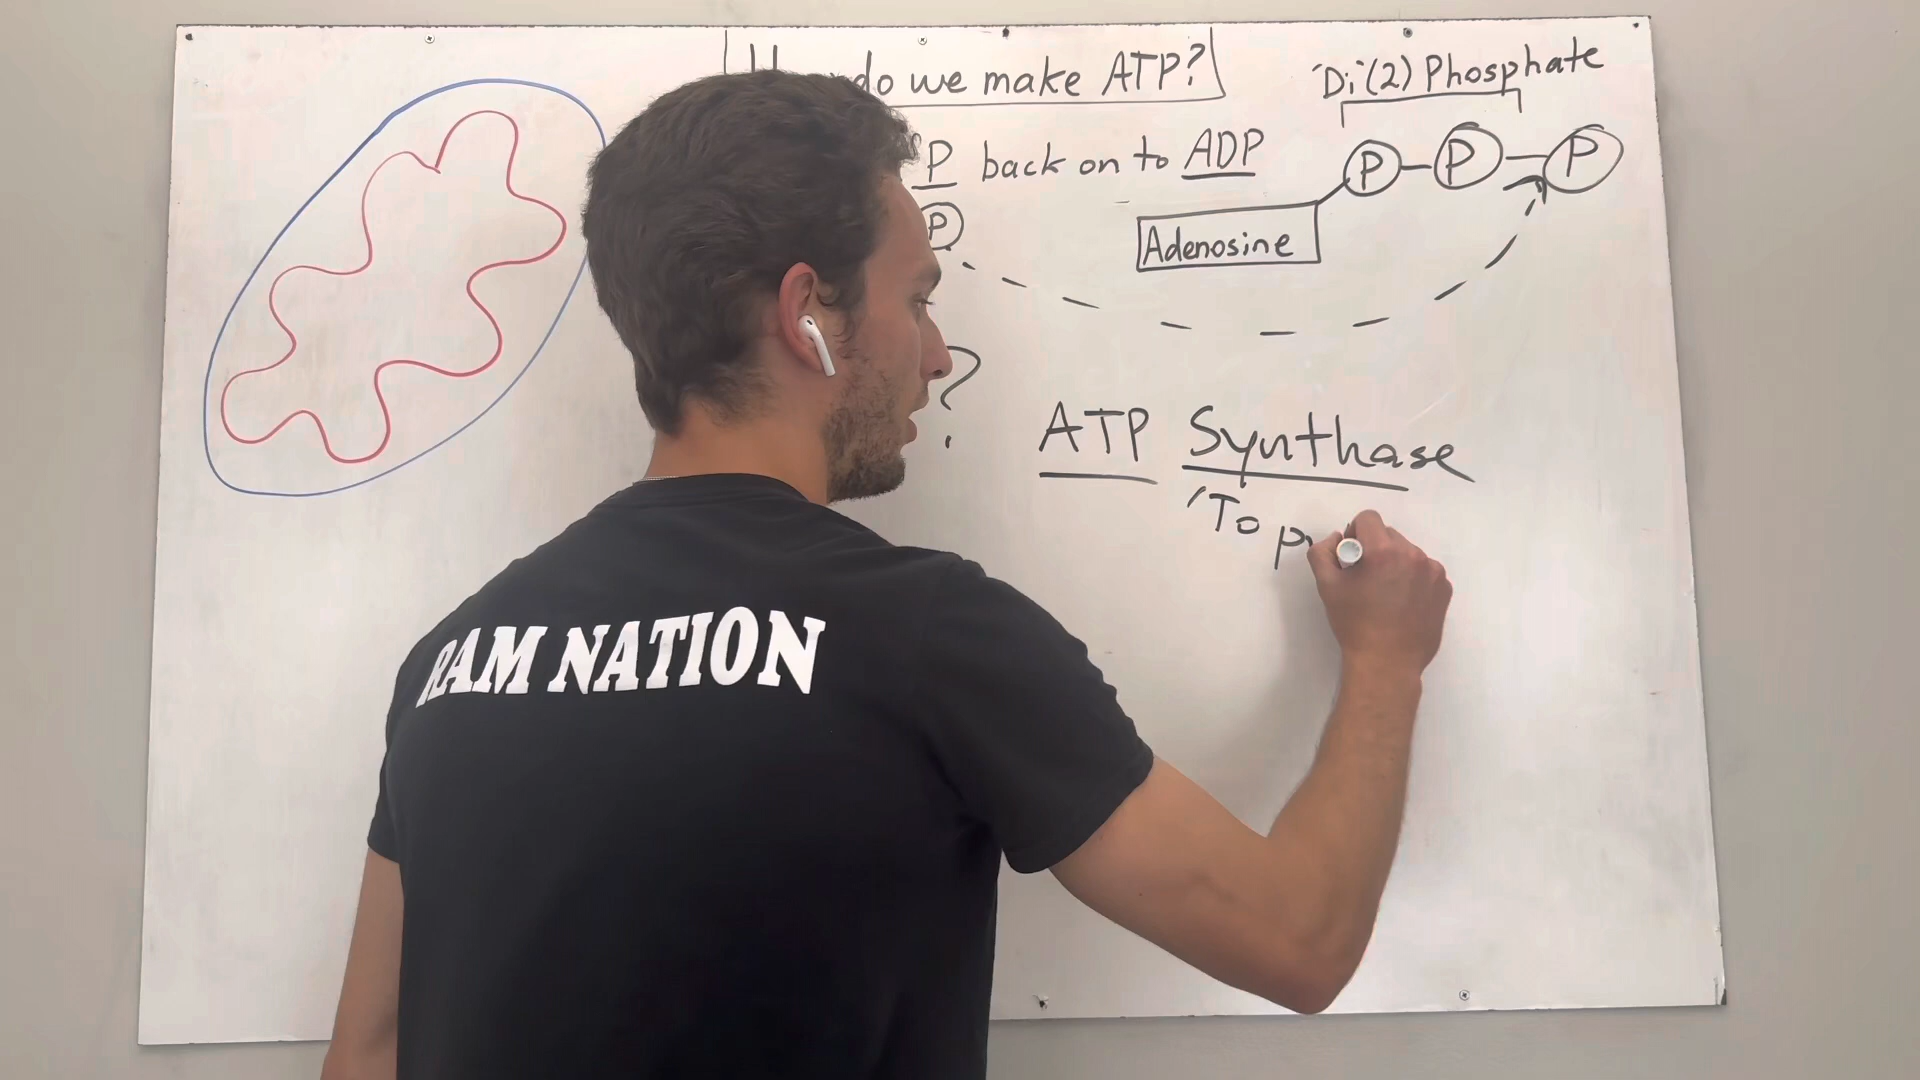 do we make ATP?
'Di'(2) Phosphate
P back on to ADP
P - P - P
P
Adenosine
?
ATP Synthase
'To
RAM NATION